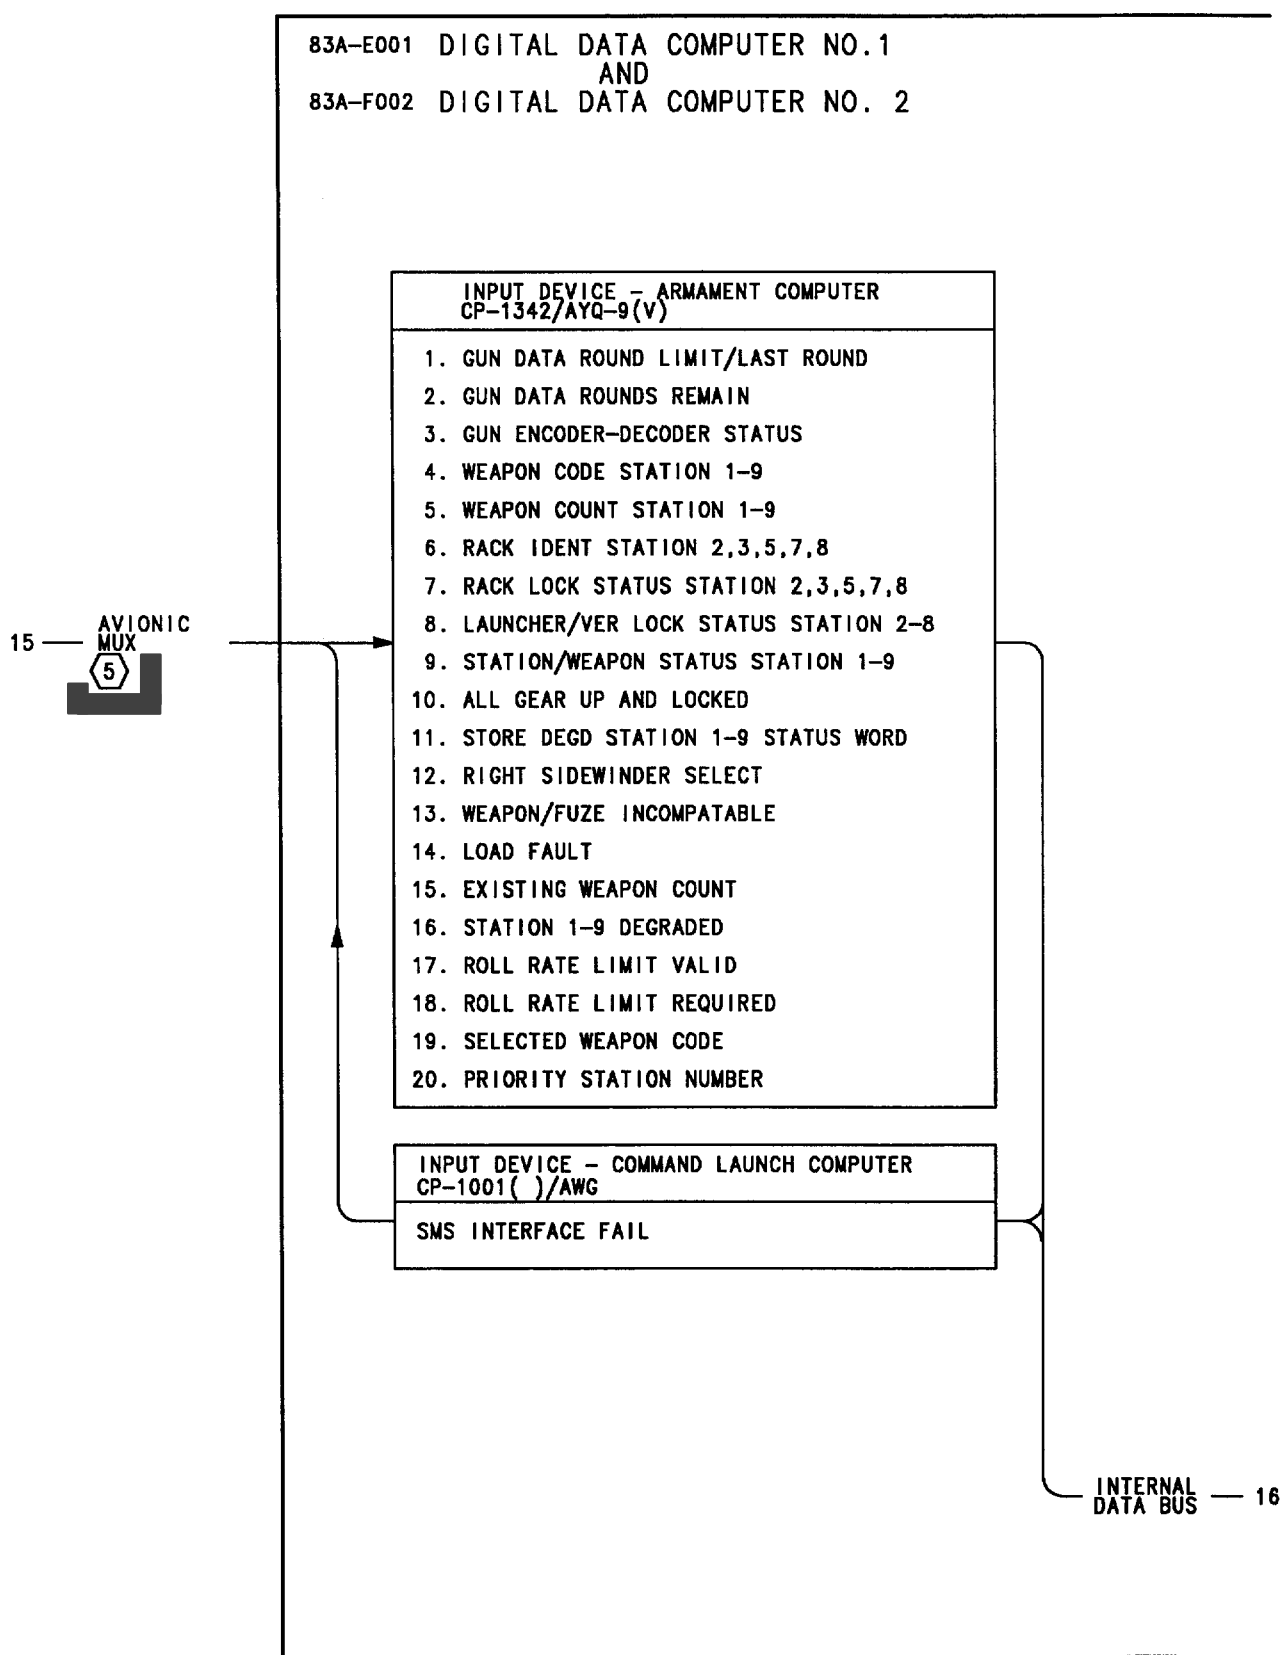 83A-E001 DIGITAL DATA COMPUTER NO.1
AND
83A-F002 DIGITAL DATA COMPUTER NO. 2
INPUT DEVICE - ARMAMENT COMPUTER
CP-1342/AYQ-9(V)
1. GUN DATA ROUND LIMIT/LAST ROUND
2. GUN DATA ROUNDS REMAIN
3. GUN ENCODER-DECODER STATUS
4. WEAPON CODE STATION 1-9
5. WEAPON COUNT STATION 1-9
6. RACK IDENT STATION 2,3,5,7,8
7. RACK LOCK STATUS STATION 2,3,5,7,8
8. LAUNCHER/VER LOCK STATUS STATION 2-8
9. STATION/WEAPON STATUS STATION 1-9
10. ALL GEAR UP AND LOCKED
11. STORE DEGD STATION 1-9 STATUS WORD
12. RIGHT SIDEWINDER SELECT
13. WEAPON/FUZE INCOMPATABLE
14. LOAD FAULT
15. EXISTING WEAPON COUNT
16. STATION 1-9 DEGRADED
17. ROLL RATE LIMIT VALID
18. ROLL RATE LIMIT REQUIRED
19. SELECTED WEAPON CODE
20. PRIORITY STATION NUMBER
15 AVIONIC
MUX
5
INPUT DEVICE - COMMAND LAUNCH COMPUTER
CP-1001( )/AWG
SMS INTERFACE FAIL
INTERNAL
DATA BUS 16